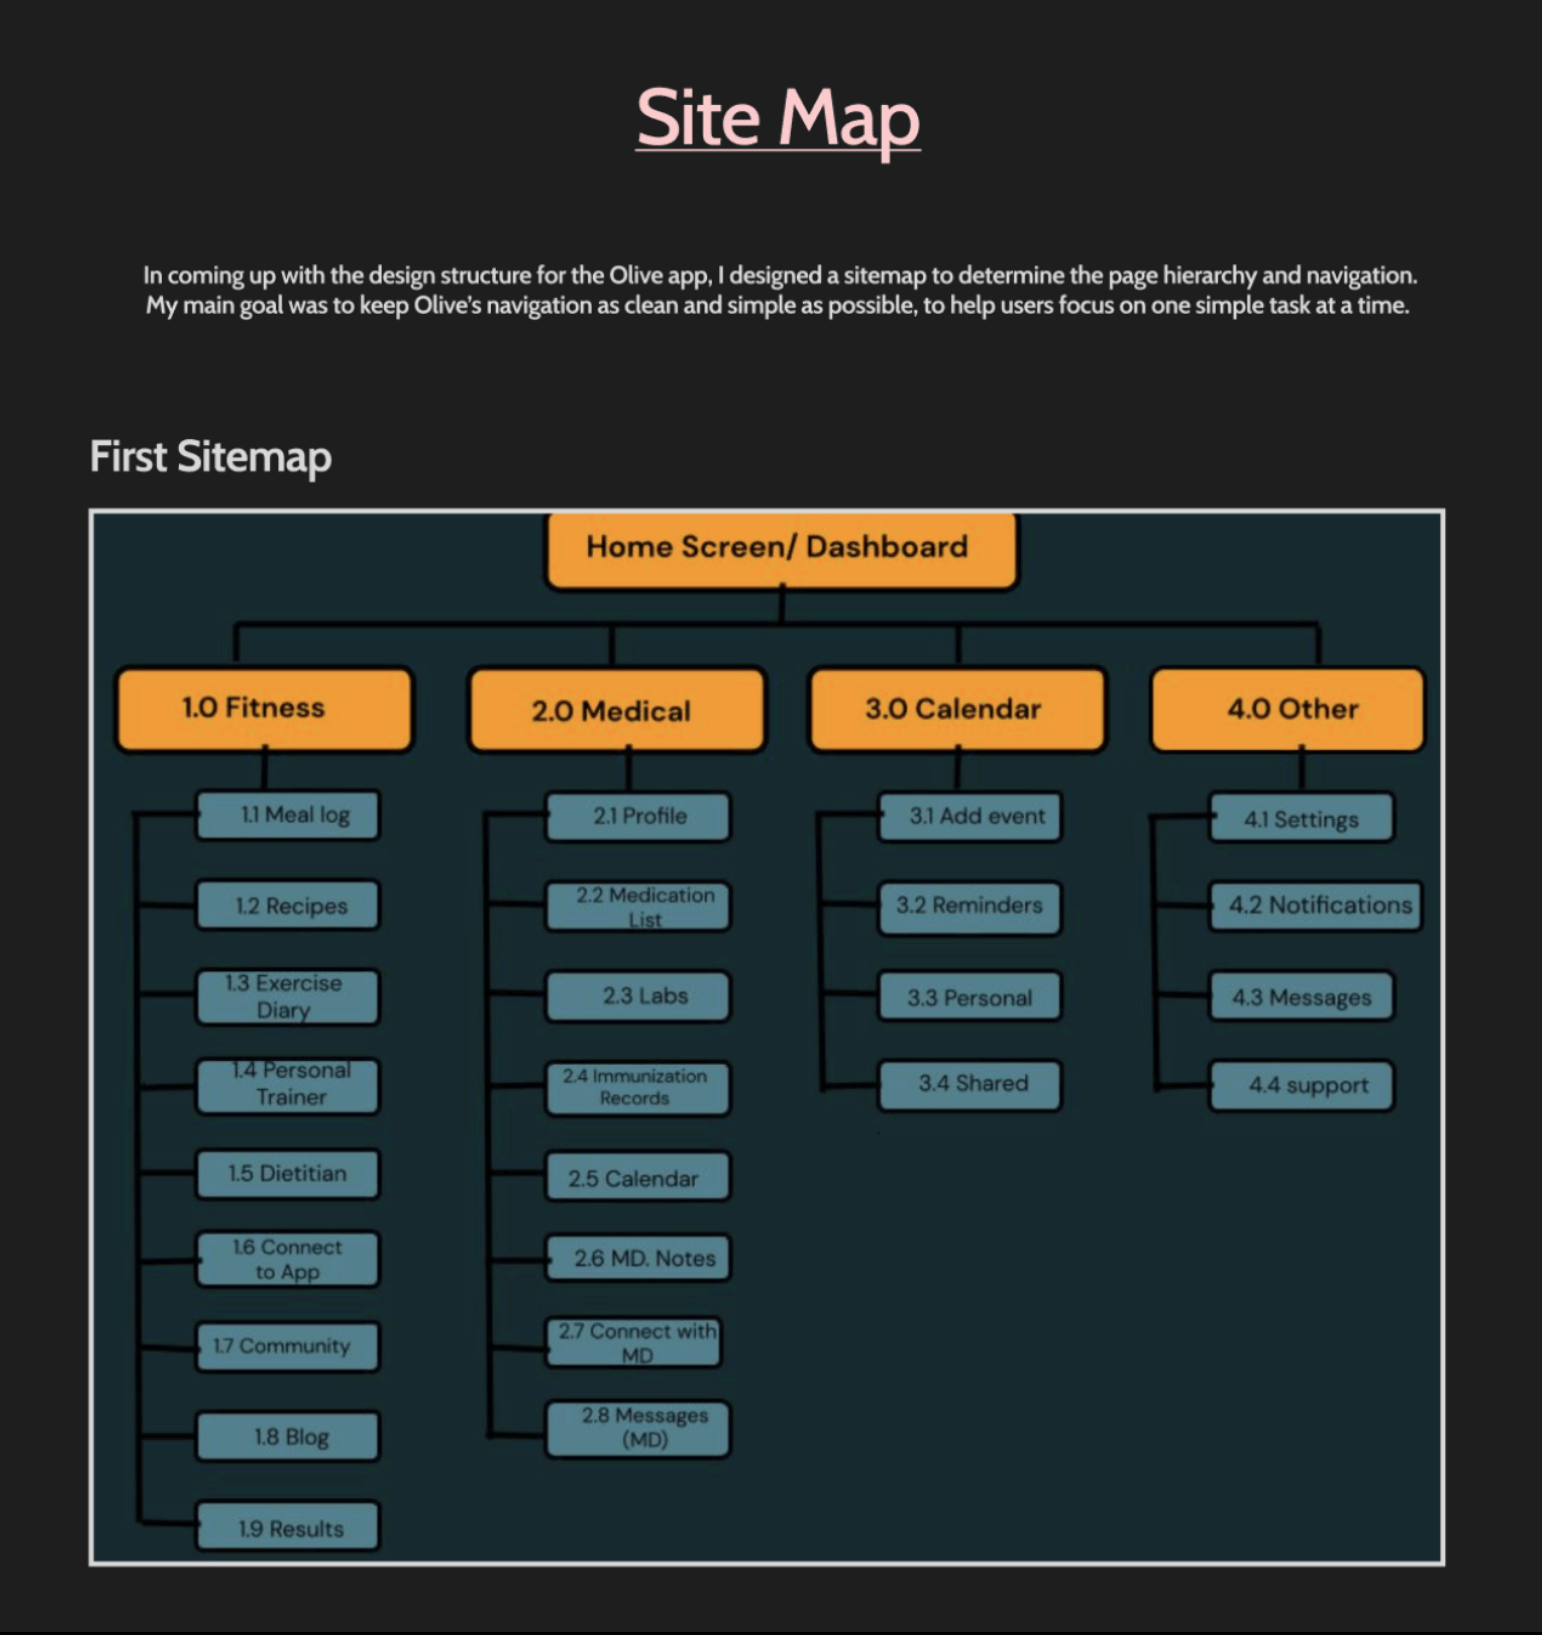 Site Map
In coming up with the design structure for the Olive app, I designed a sitemap to determine the page hierarchy and navigation.
My main goal was to keep Olive's navigation as clean and simple as possible, to help users focus on one simple task at a time.
First Sitemap
Home Screen/ Dashboard
1.0 Fitness
1.1 Meal log
1.2 Recipes
1.3 Exercise
Diary
1.4 Personal
Trainer
1.5 Dietitian
1.6 Connect
to App
1.7 Community
1.8 Blog
1.9 Results
2.0 Medical
2.1 Profile
2.2 Medication
List
2.3 Labs
2.4 Immunization
Records
2.5 Calendar
2.6 MD. Notes
2.7 Connect with
MD
2.8 Messages
(MD)
3.0 Calendar
3.1 Add event
3.2 Reminders
3.3 Personal
3.4 Shared
4.0 Other
4.1 Settings
4.2 Notifications
4.3 Messages
4.4 support